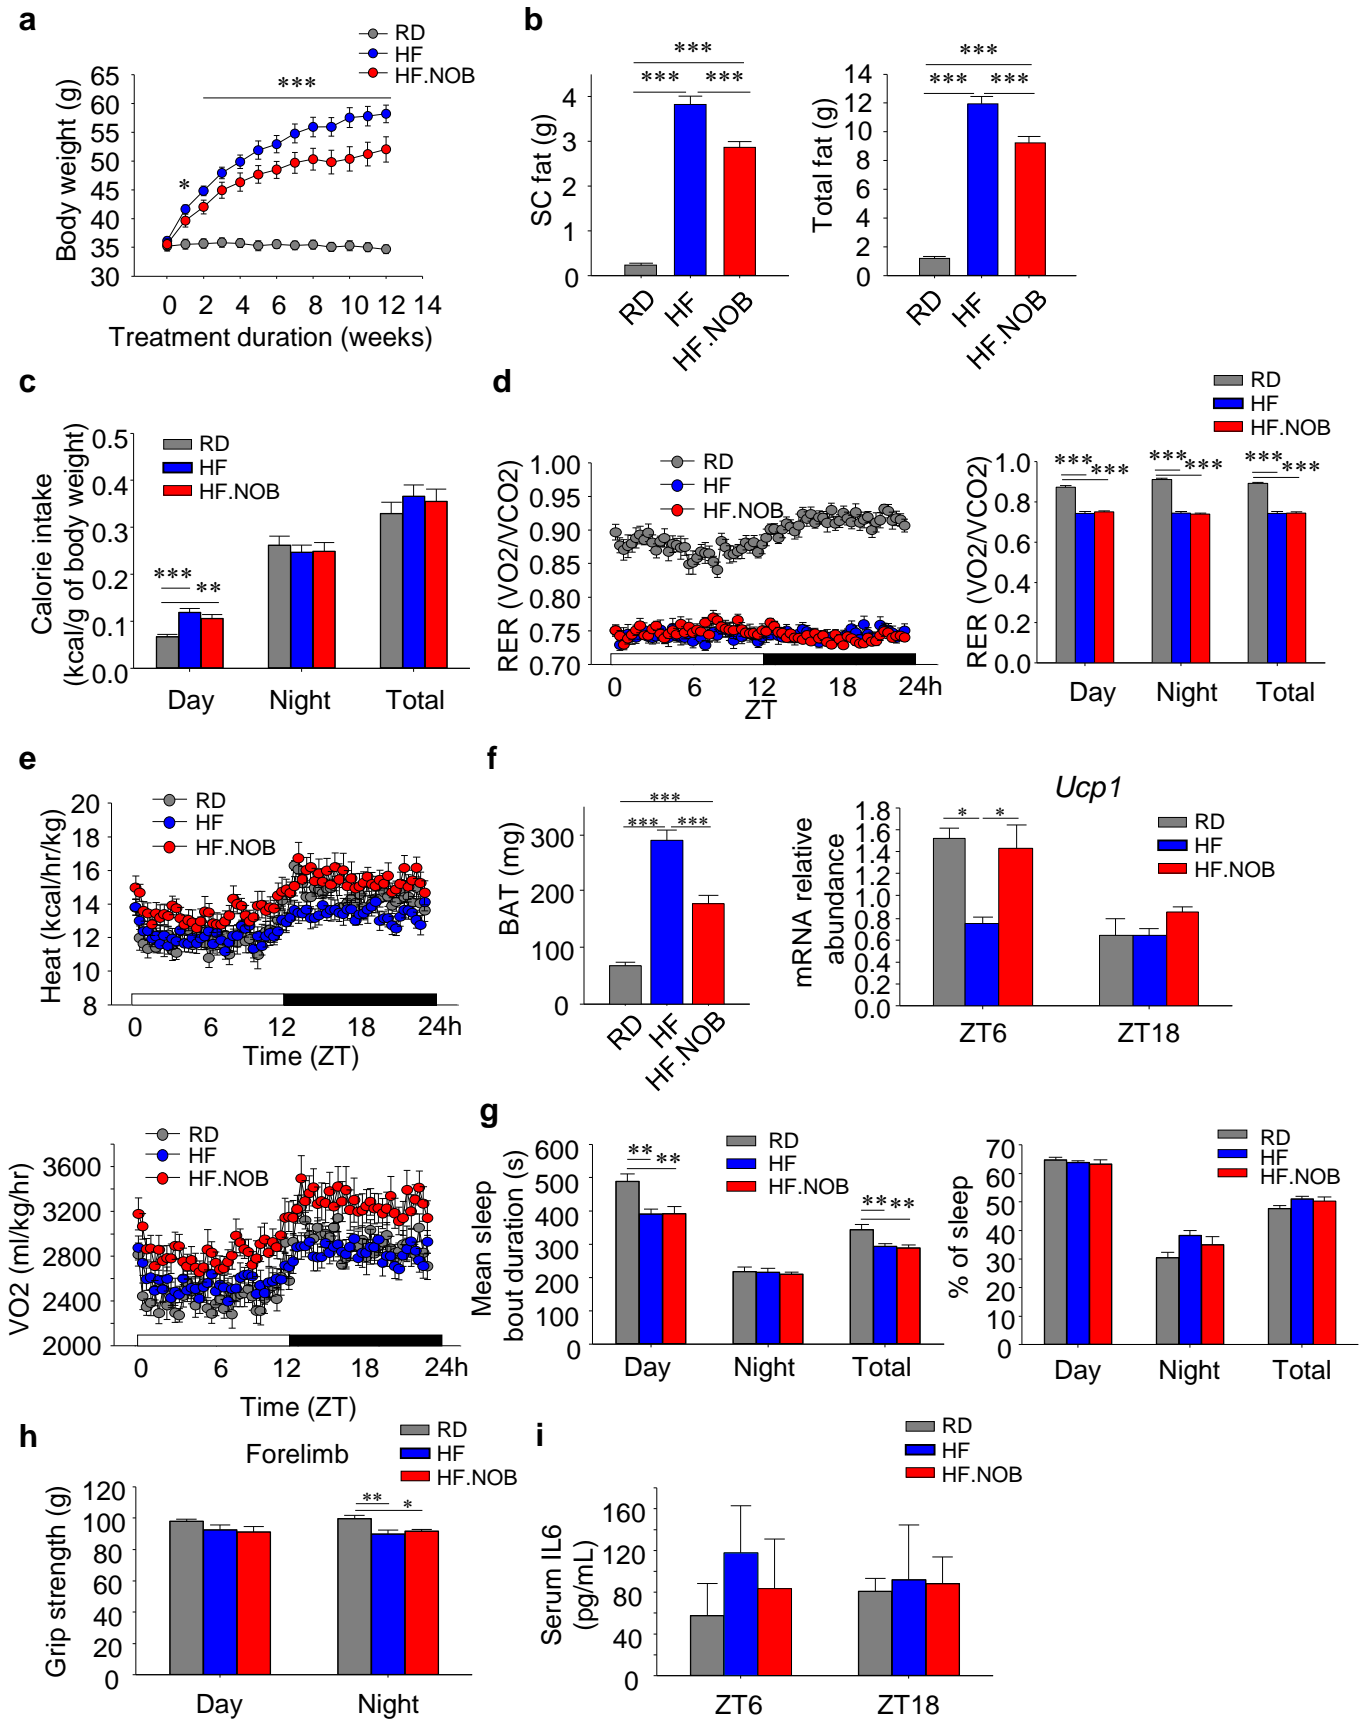 a
RD
HF
HF.NOB
***
*
Body weight (g)
65
60
55
50
45
40
35
30
0 2 4 6 8 10 12 14
Treatment duration (weeks)
b
***
*** ***
SC fat (g)
4
3
2
1
0
RD HF HF.NOB
***
*** ***
Total fat (g)
14
12
10
8
6
4
2
0
RD HF HF.NOB
c
RD
HF
HF.NOB
Calorie intake
(kcal/g of body weight)
0.5
0.4
0.3
0.2
0.1
0.0
*** **
Day Night Total
d
RD
HF
HF.NOB
RER (VO2/VCO2)
1.00
0.95
0.90
0.85
0.80
0.75
0.70
0 6 12 18 24h
ZT
RD
HF
HF.NOB
RER (VO2/VCO2)
1.0
0.8
0.6
0.4
0.2
0.0
*** *** *** *** *** ***
Day Night Total
e
RD
HF
HF.NOB
Heat (kcal/hr/kg)
20
18
16
14
12
10
8
0 6 12 18 24h
Time (ZT)
RD
HF
HF.NOB
VO2 (ml/kg/hr)
3600
3200
2800
2400
2000
0 6 12 18 24h
Time (ZT)
f
***
*** ***
BAT (mg)
300
200
100
0
RD HF HF.NOB
Ucp1
RD
HF
HF.NOB
* *
mRNA relative
abundance
1.8
1.6
1.4
1.2
0.8
0.6
0.4
0.2
0.0
ZT6 ZT18
g
RD
HF
HF.NOB
Mean sleep
bout duration (s)
600
500
400
300
200
100
0
** **
** **
Day Night Total
RD
HF
HF.NOB
% of sleep
70
60
50
40
30
20
10
0
Day Night Total
h
Forelimb
RD
HF
HF.NOB
Grip strength (g)
120
100
80
60
40
20
0
** *
Day Night
i
RD
HF
HF.NOB
Serum IL6
(pg/mL)
160
120
80
40
0
ZT6 ZT18